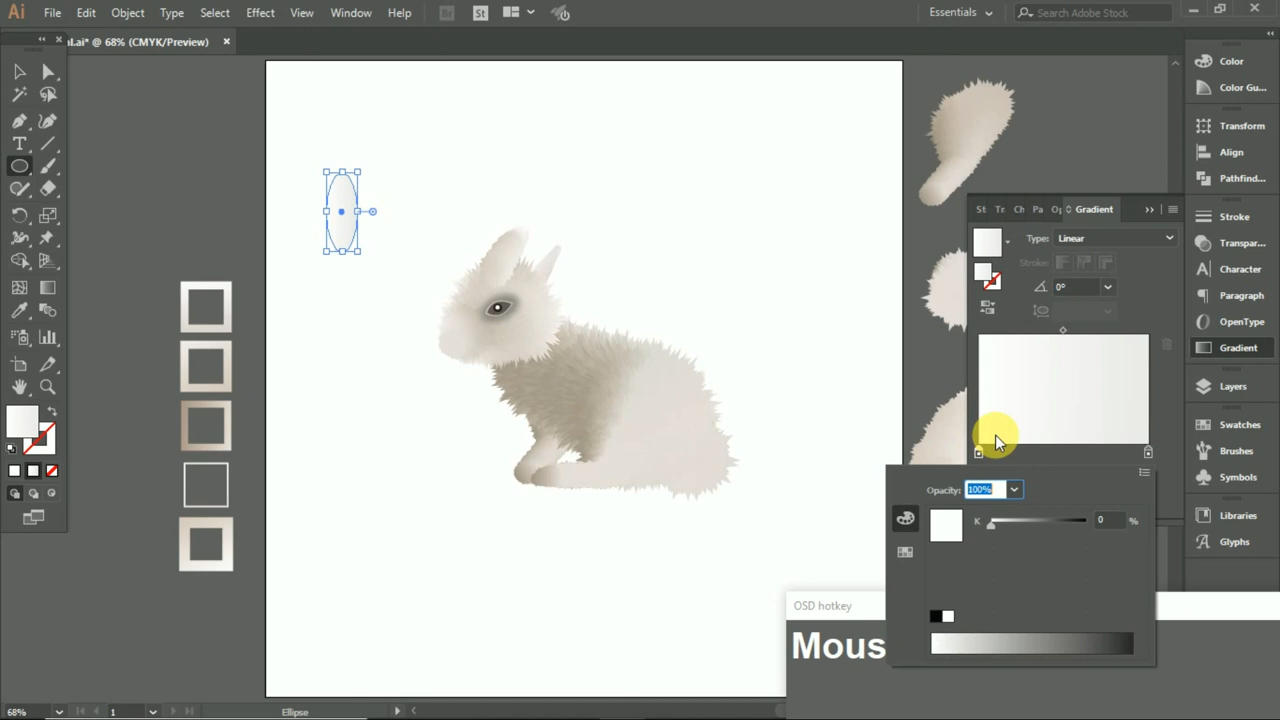 Ai File Edit Object Type Select Effect View Window Help Br St Essentials Search Adobe Stock
al.ai* @ 68% (CMYK/Preview)
Color
Color Gu...
Transform
Align
Pathfind...
St Tr Ch Pa Op Gradient
Type: Linear
Stroke:
0°
Stroke
Transpar...
Character
Paragraph
OpenType
Gradient
Layers
Swatches
Brushes
Symbols
Libraries
Glyphs
Opacity: 100%
K 0 %
OSD hotkey
Mous
68% 1 Ellipse